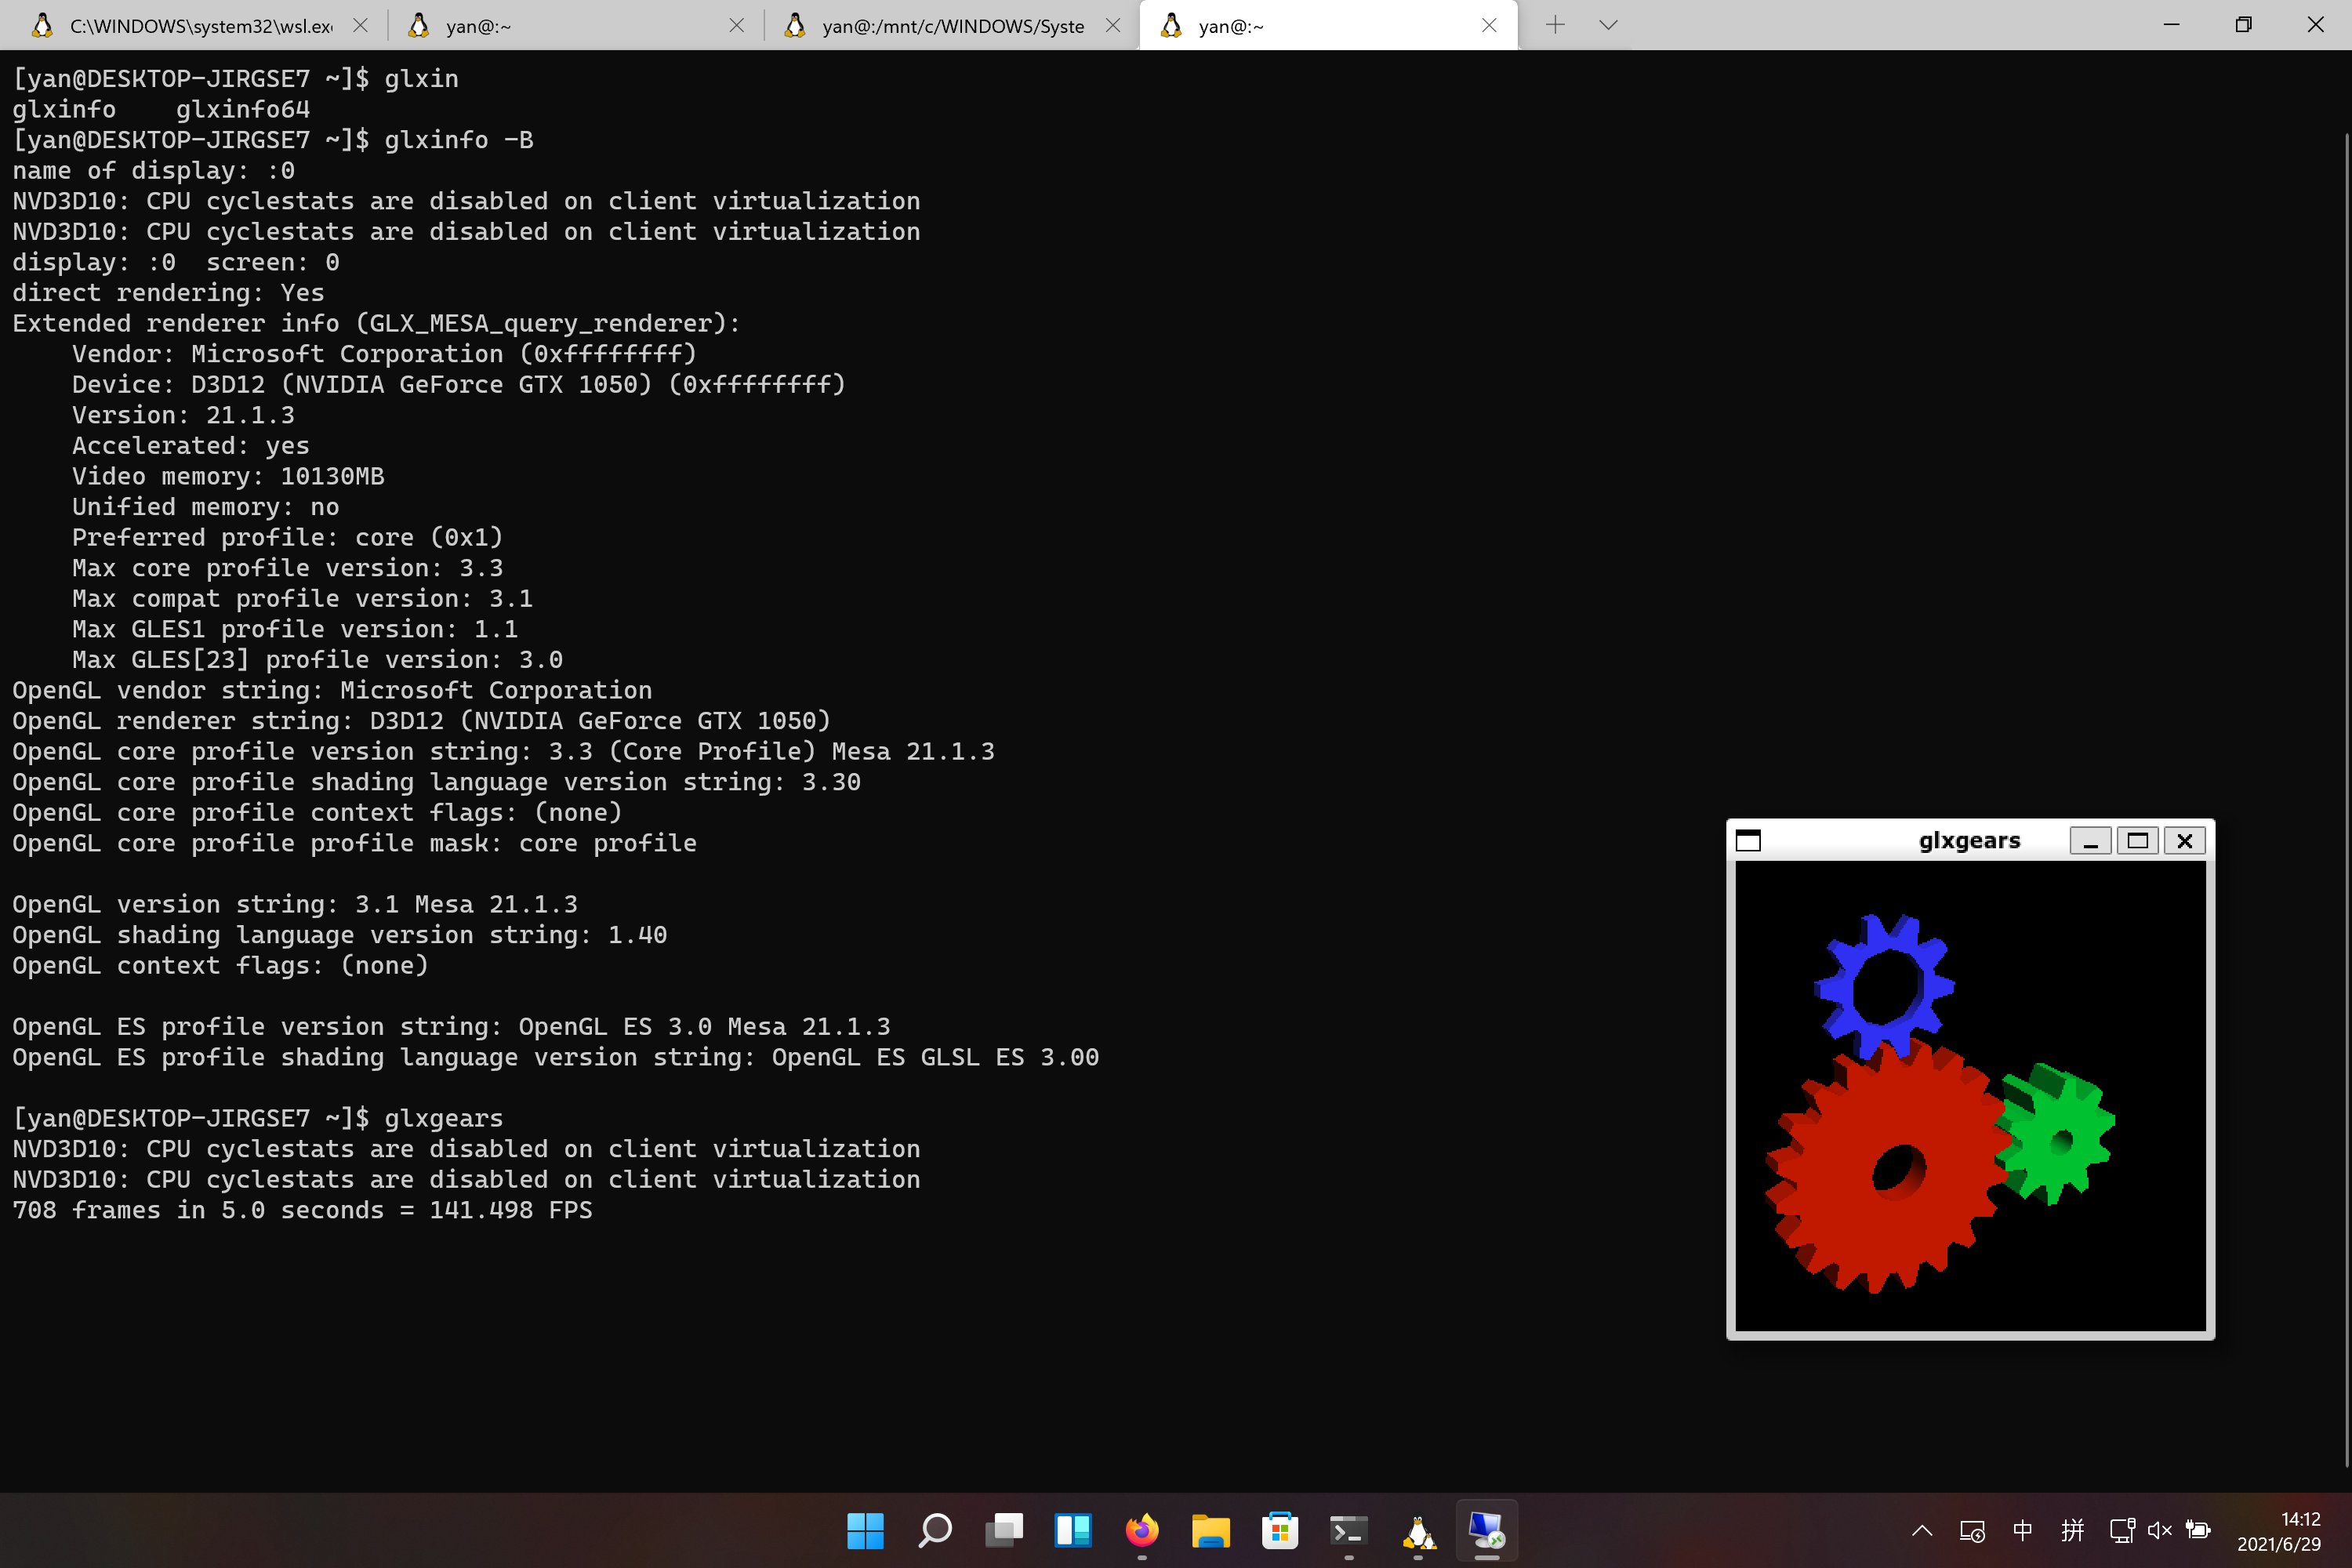 C:\WINDOWS\system32\wsl.ex
yan@:~
yan@:/mnt/c/WINDOWS/Syste
yan@:~
[yan@DESKTOP-JIRGSE7 ~]$ glxin
glxinfo    glxinfo64
[yan@DESKTOP-JIRGSE7 ~]$ glxinfo -B
name of display: :0
NVD3D10: CPU cyclestats are disabled on client virtualization
NVD3D10: CPU cyclestats are disabled on client virtualization
display: :0  screen: 0
direct rendering: Yes
Extended renderer info (GLX_MESA_query_renderer):
    Vendor: Microsoft Corporation (0xffffffff)
    Device: D3D12 (NVIDIA GeForce GTX 1050) (0xffffffff)
    Version: 21.1.3
    Accelerated: yes
    Video memory: 10130MB
    Unified memory: no
    Preferred profile: core (0x1)
    Max core profile version: 3.3
    Max compat profile version: 3.1
    Max GLES1 profile version: 1.1
    Max GLES[23] profile version: 3.0
OpenGL vendor string: Microsoft Corporation
OpenGL renderer string: D3D12 (NVIDIA GeForce GTX 1050)
OpenGL core profile version string: 3.3 (Core Profile) Mesa 21.1.3
OpenGL core profile shading language version string: 3.30
OpenGL core profile context flags: (none)
OpenGL core profile profile mask: core profile
OpenGL version string: 3.1 Mesa 21.1.3
OpenGL shading language version string: 1.40
OpenGL context flags: (none)
OpenGL ES profile version string: OpenGL ES 3.0 Mesa 21.1.3
OpenGL ES profile shading language version string: OpenGL ES GLSL ES 3.00
[yan@DESKTOP-JIRGSE7 ~]$ glxgears
NVD3D10: CPU cyclestats are disabled on client virtualization
NVD3D10: CPU cyclestats are disabled on client virtualization
708 frames in 5.0 seconds = 141.498 FPS
glxgears
中
拼
14:12
2021/6/29